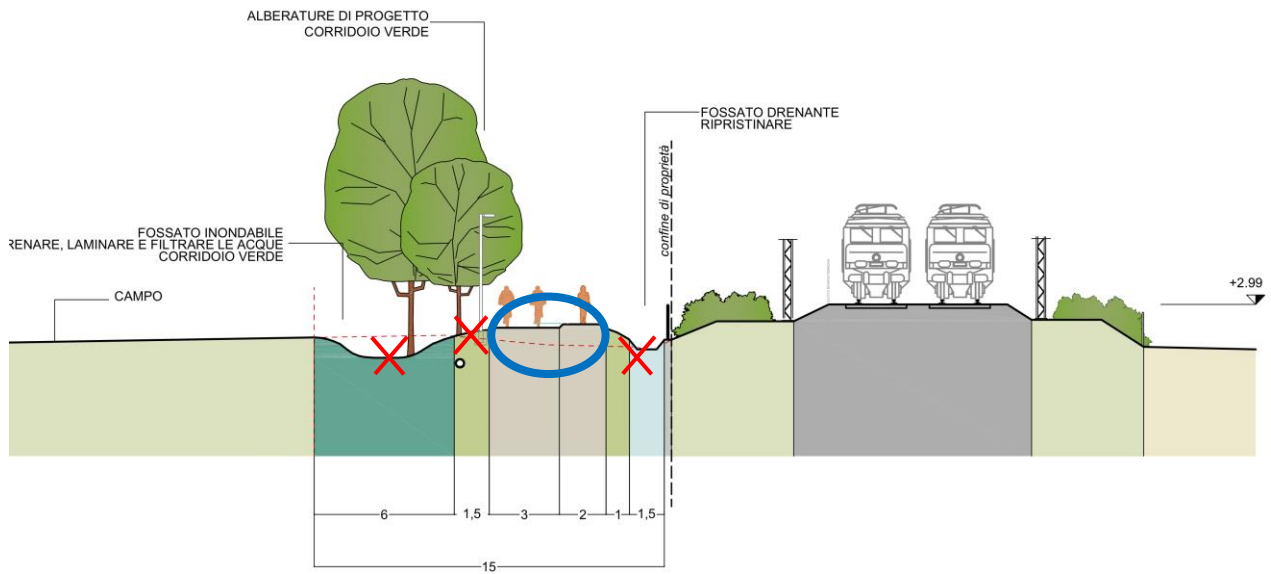 ALBERATURE DI PROGETTO
CORRIDOIO VERDE
FOSSATO DRENANTE
RIPRISTINARE
confine di proprietà
FOSSATO INONDABILE
RENARE, LAMINARE E FILTRARE LE ACQUE
CORRIDOIO VERDE
CAMPO
+2.99
6
1,5
3
2
1
1,5
15